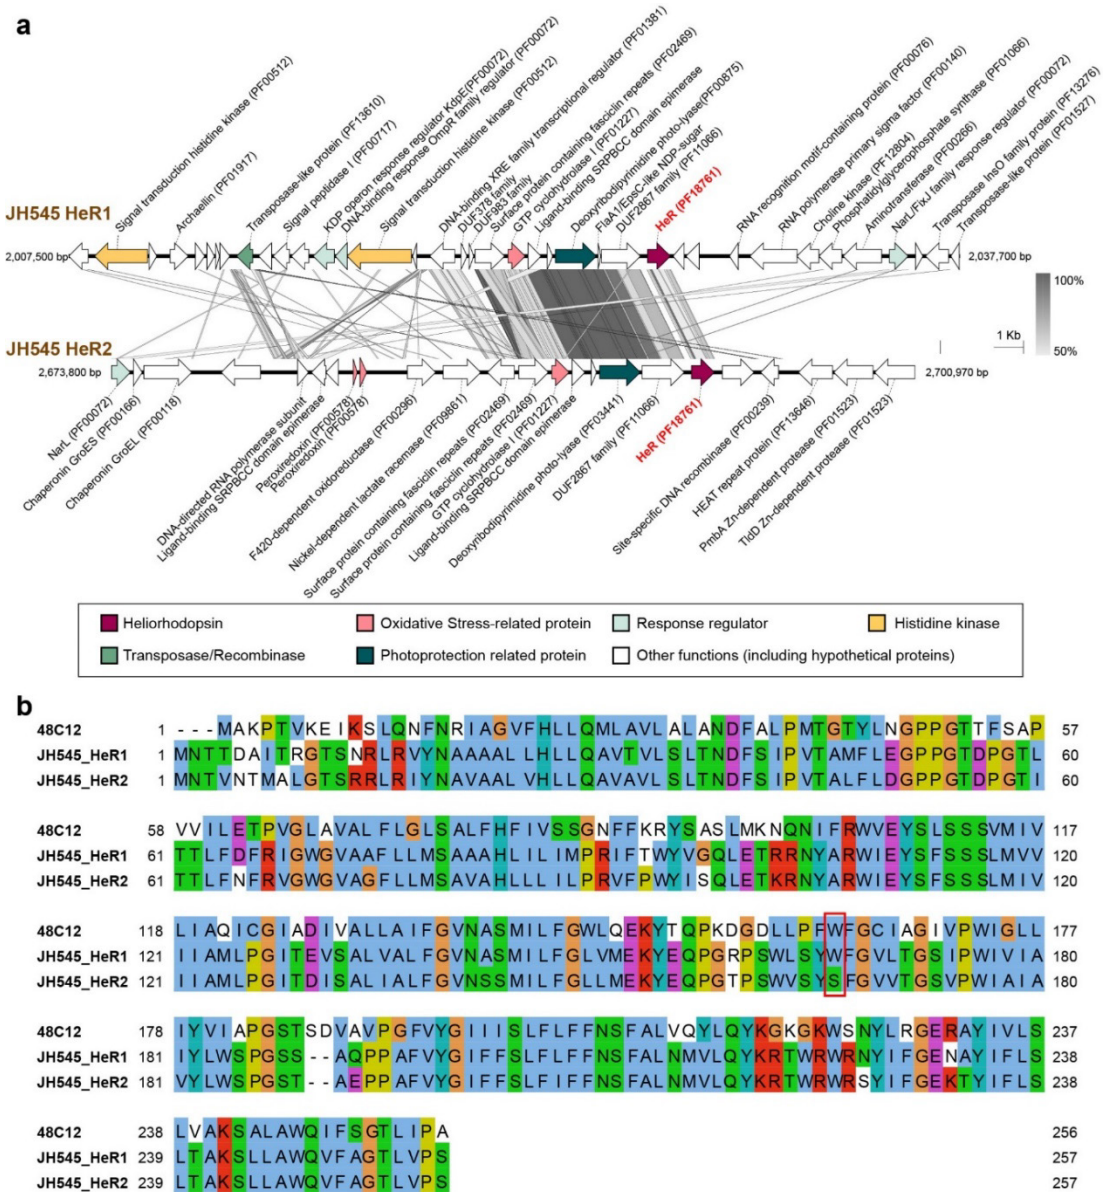 a
Signal transduction histidine kinase (PF00512)
Archaellin (PF01917)
Transposase-like protein (PF13610)
Signal peptidase I (PF00717)
KDP operon response regulator KdpE(PF00072)
DNA-binding response OmpR family regulator (PF00072)
Signal transduction histidine kinase (PF00512)
DNA-binding XRE family transcriptional regulator (PF01381)
DUF378 family
DUF983 family
Surface protein containing fasciclin repeats (PF02469)
GTP cyclohydrolase I (PF01227)
Ligand-binding SRPBCC domain epimerase
Deoxyribodipyrimidine photo-lyase(PF00875)
FlaA1/EpsC-like NDP-sugar
DUF2867 family (PF11066)
HeR (PF18761)
RNA recognition motif-containing protein (PF00076)
RNA polymerase primary sigma factor (PF00140)
Choline kinase (PF12804)
Phosphatidylglycerophosphate synthase (PF01066)
Aminotransferase (PF00266)
NarL/FixJ family response regulator (PF00072)
Transposase InsO family protein (PF13276)
Transposase-like protein (PF01527)
JH545 HeR1
2,007,500 bp
2,037,700 bp
100%
50%
1 Kb
JH545 HeR2
2,673,800 bp
2,700,970 bp
NarL (PF00072)
Chaperonin GroES (PF00166)
Chaperonin GroEL (PF00118)
DNA-directed RNA polymerase subunit
Ligand-binding SRPBCC domain epimerase
Peroxiredoxin (PF00578)
Peroxiredoxin (PF00578)
F420-dependent oxidoreductase (PF00296)
Nickel-dependent lactate racemase (PF09861)
Surface protein containing fasciclin repeats (PF02469)
Surface protein containing fasciclin repeats (PF02469)
GTP cyclohydrolase I (PF01227)
Ligand-binding SRPBCC domain epimerase
Deoxyribodipyrimidine photo-lyase (PF03441)
DUF2867 family (PF11066)
HeR (PF18761)
Site-specific DNA recombinase (PF00239)
HEAT repeat protein (PF13646)
PmbA Zn-dependent protease (PF01523)
TldD Zn-dependent protease (PF01523)
Heliorhodopsin
Oxidative Stress-related protein
Response regulator
Histidine kinase
Transposase/Recombinase
Photoprotection related protein
Other functions (including hypothetical proteins)
b
48C12 1 ---MAKPTVKEIKSLQNFNRIAGVFHLLQMLAVLALANDFALPMTGTYLNGPPGTTFSAP 57
JH545_HeR1 1 MNTTDAITRGTSNRLRVYNAAAALLHLLQAVTVLSLTNDFSIPVTAMFLEGPPGTDPGTL 60
JH545_HeR2 1 MNTVNTMALGTSRRLRIYNAVAALVHLLQAVAVLSLTNDFSIPVTALFLDGPPGTDPGTI 60
48C12 58 VVILETPVGLAVALFLGLSALFHFIVSSGNFFKRYSASLMKNQNIFRWVEYSLSSSVMIV 117
JH545_HeR1 61 TTLFDFRIGWGVAAFLLMSAAAHLILIMPRIFTWYVGQLETRRNYARWIEYSFSSSLMVV 120
JH545_HeR2 61 TTLFNFRVGWGVAGFLLMSAVAHLLLILPRVFPWYISQLETKRNYARWIEYSFSSSLMIV 120
48C12 118 LIAQICGIADIVALLAIFGVNASMILFGWLQEKYTQPKDGDLLPFWFGCIAGIVPWIGLL 177
JH545_HeR1 121 IIAMLPGITEVSALVALFGVNASMILFGLVMEKYEQPGRPSWLSYWFGVLTGSIPWIVIA 180
JH545_HeR2 121 IIAMLPGITDISALIALFGVNSSMILFGLLMEKYEQPGTPSWVSYSFGVVTGSVPWIAIA 180
48C12 178 IYVIAPGSTSDVAVPGFVYGIIISLFLFFNSFALVQYLQYKGKGKWSNYLRGERAYIVLS 237
JH545_HeR1 181 IYLWSPGSS--AQPPAFVYGIFFSLFLFFNSFALNMVLQYKRTWRWRNYIFGENAYIFLS 238
JH545_HeR2 181 VYLWSPGST--AEPPAFVYGIFFSLFIFFNSFALNMVLQYKRTWRWRSYIFGEKTYIFLS 238
48C12 238 LVAKSALAWQIFSGTLIPA 256
JH545_HeR1 239 LTAKSLLAWQVFAGTLVPS 257
JH545_HeR2 239 LTAKSLLAWQVFAGTLVPS 257